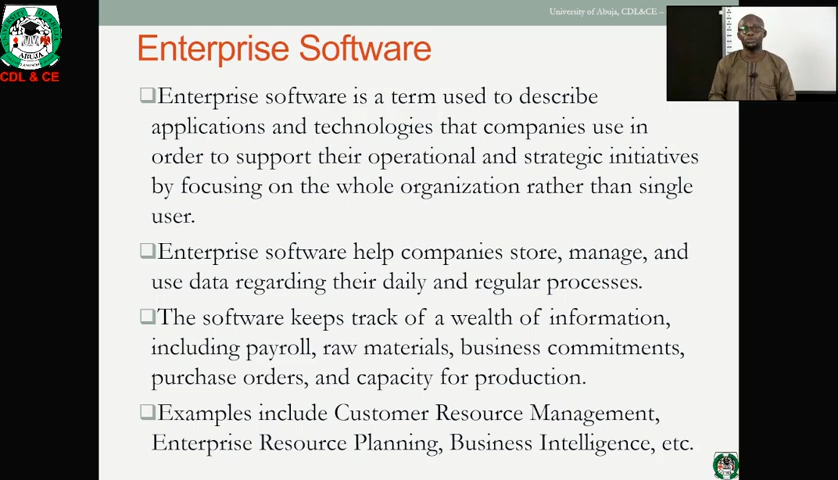 University of Abuja, CDL&CE –
ABUJA
CDL & CE
Enterprise Software
Enterprise software is a term used to describe
applications and technologies that companies use in
order to support their operational and strategic initiatives
by focusing on the whole organization rather than single
user.
Enterprise software help companies store, manage, and
use data regarding their daily and regular processes.
The software keeps track of a wealth of information,
including payroll, raw materials, business commitments,
purchase orders, and capacity for production.
Examples include Customer Resource Management,
Enterprise Resource Planning, Business Intelligence, etc.